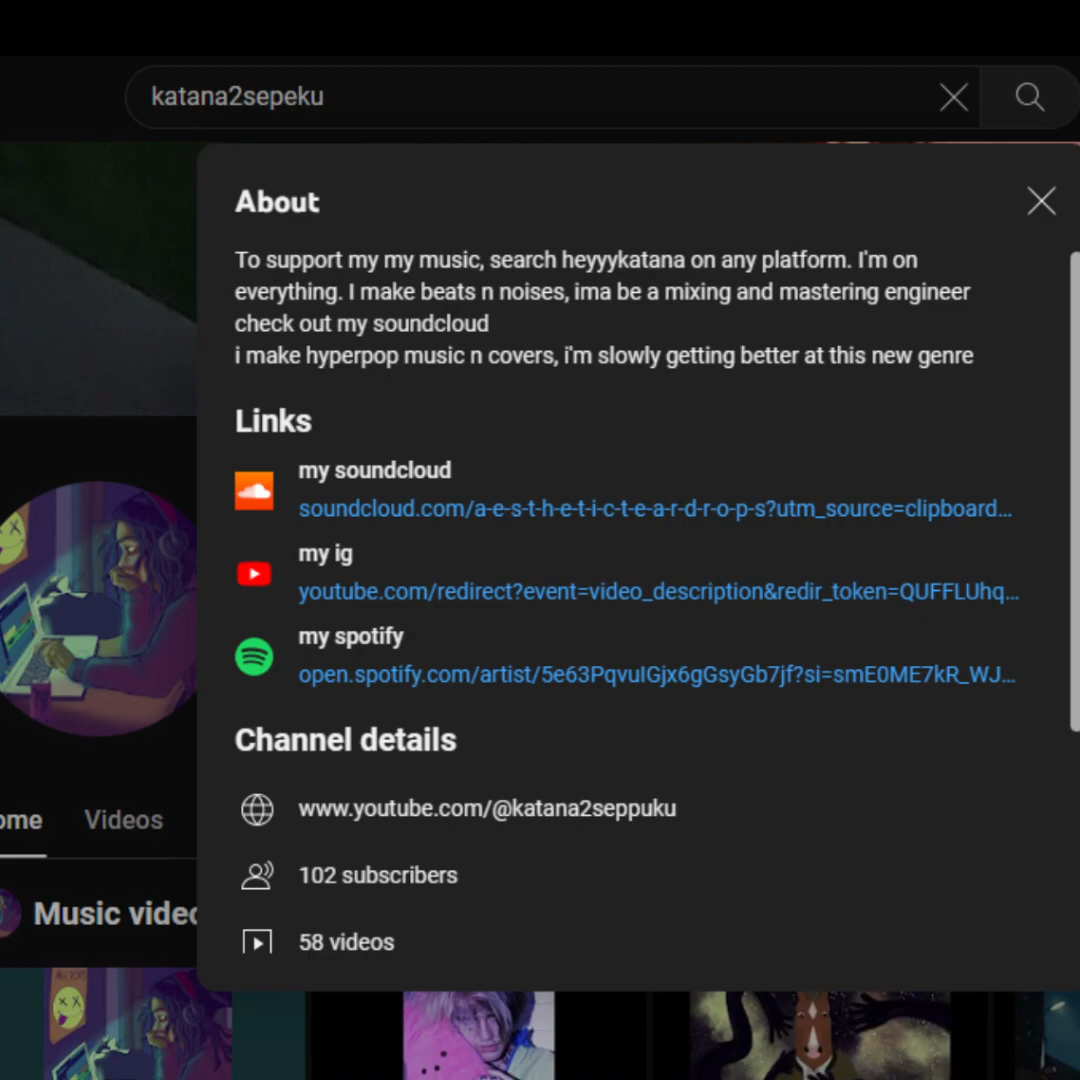 katana2sepeku
About
To support my my music, search heyyykatana on any platform. I'm on
everything. I make beats n noises, ima be a mixing and mastering engineer
check out my soundcloud
i make hyperpop music n covers, i'm slowly getting better at this new genre
Links
my soundcloud
soundcloud.com/a-e-s-t-h-e-t-i-c-t-e-a-r-d-r-o-p-s?utm_source=clipboard...
my ig
youtube.com/redirect?event=video_description&redir_token=QUFFLUhq...
my spotify
open.spotify.com/artist/5e63PqvuIGjx6gGsyGb7jf?si=smE0ME7kR_WJ...
Channel details
www.youtube.com/@katana2seppuku
102 subscribers
58 videos
ome Videos
Music videc